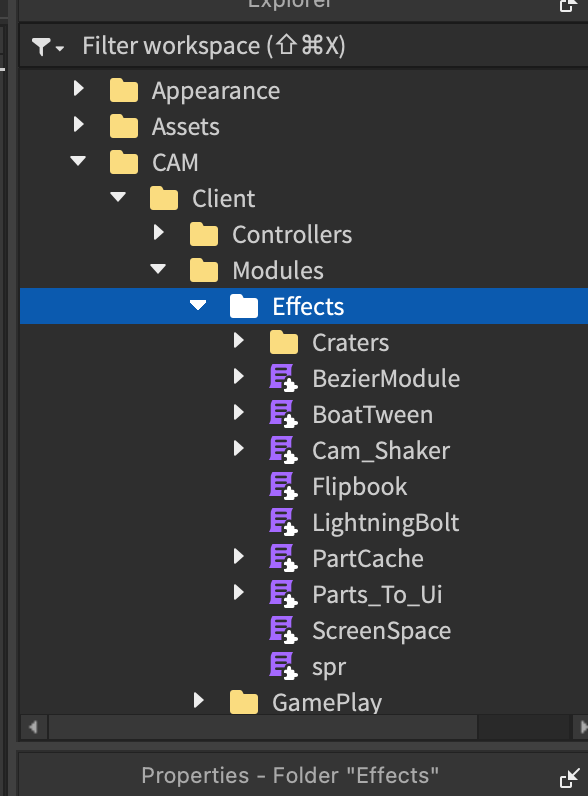 Explorer
Filter workspace (⇧⌘X)
Appearance
Assets
CAM
Client
Controllers
Modules
Effects
Craters
BezierModule
BoatTween
Cam_Shaker
Flipbook
LightningBolt
PartCache
Parts_To_Ui
ScreenSpace
spr
GamePlay
Properties - Folder "Effects"